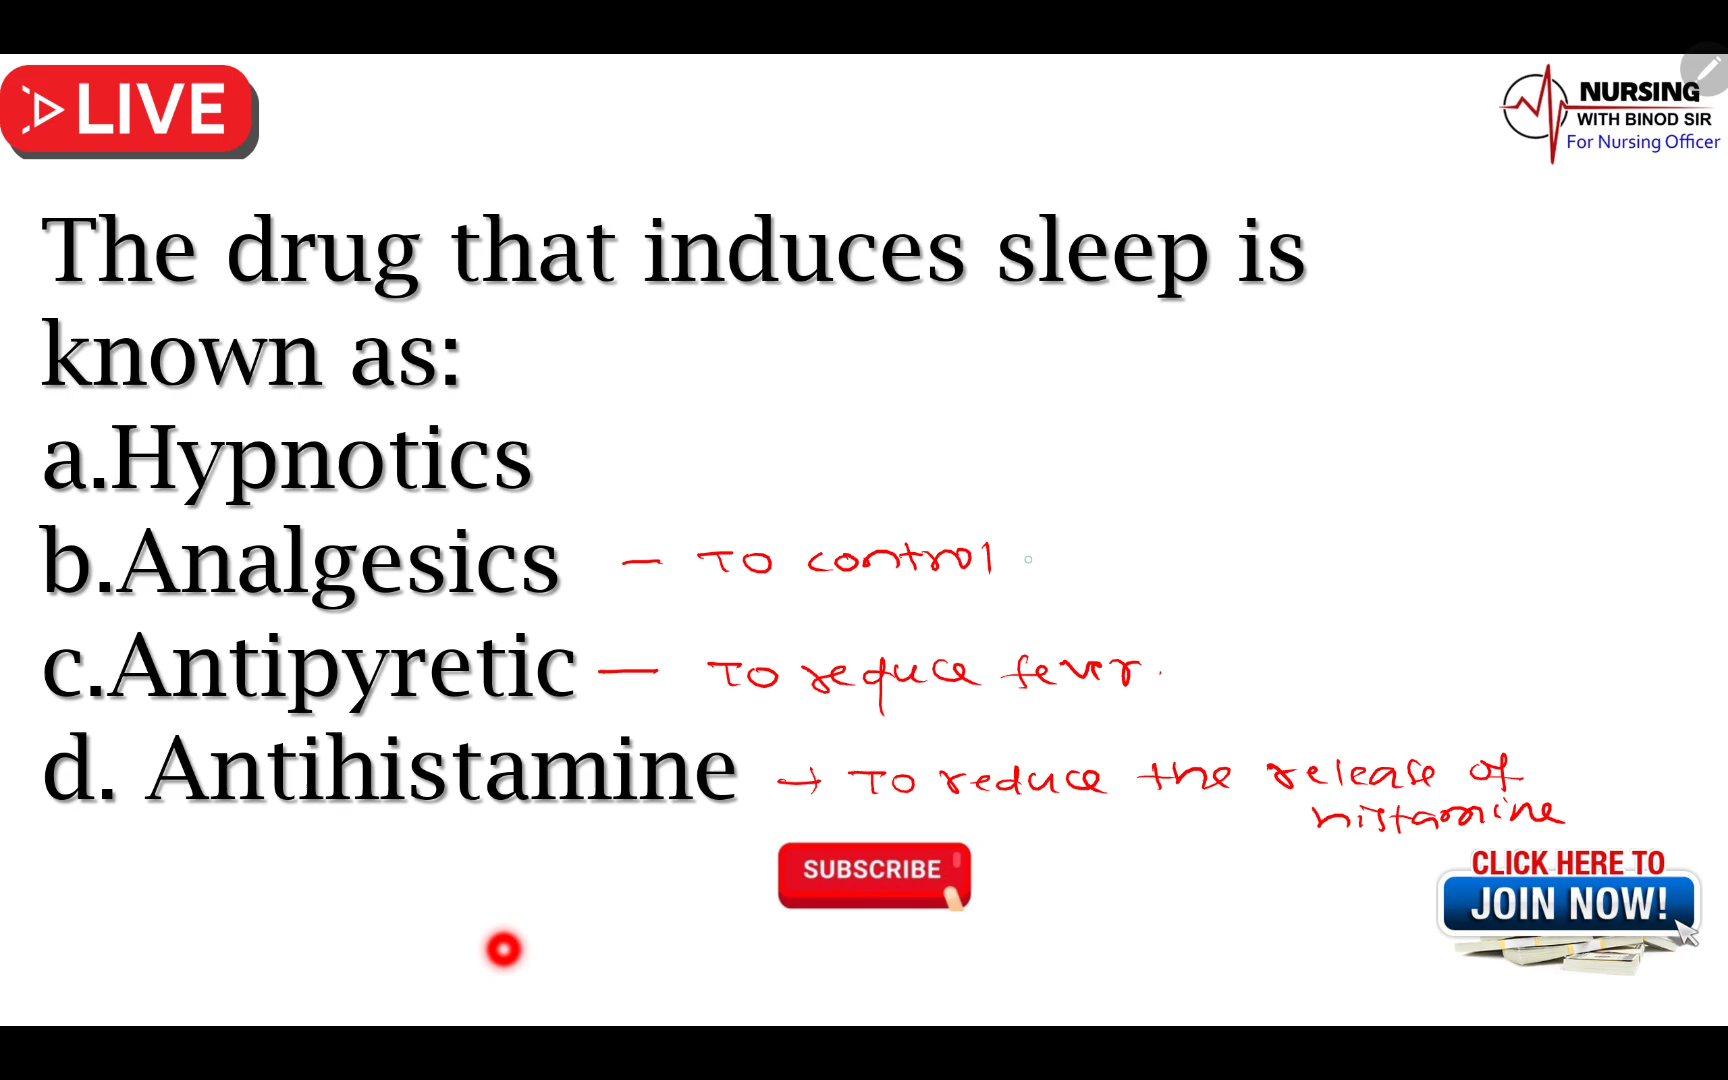 LIVE
NURSING
WITH BINOD SIR
For Nursing Officer
The drug that induces sleep is
known as:
a.Hypnotics
b.Analgesics – To control
c.Antipyretic — To reduce fever.
d. Antihistamine → To reduce the release of
histamine
SUBSCRIBE
CLICK HERE TO
JOIN NOW!